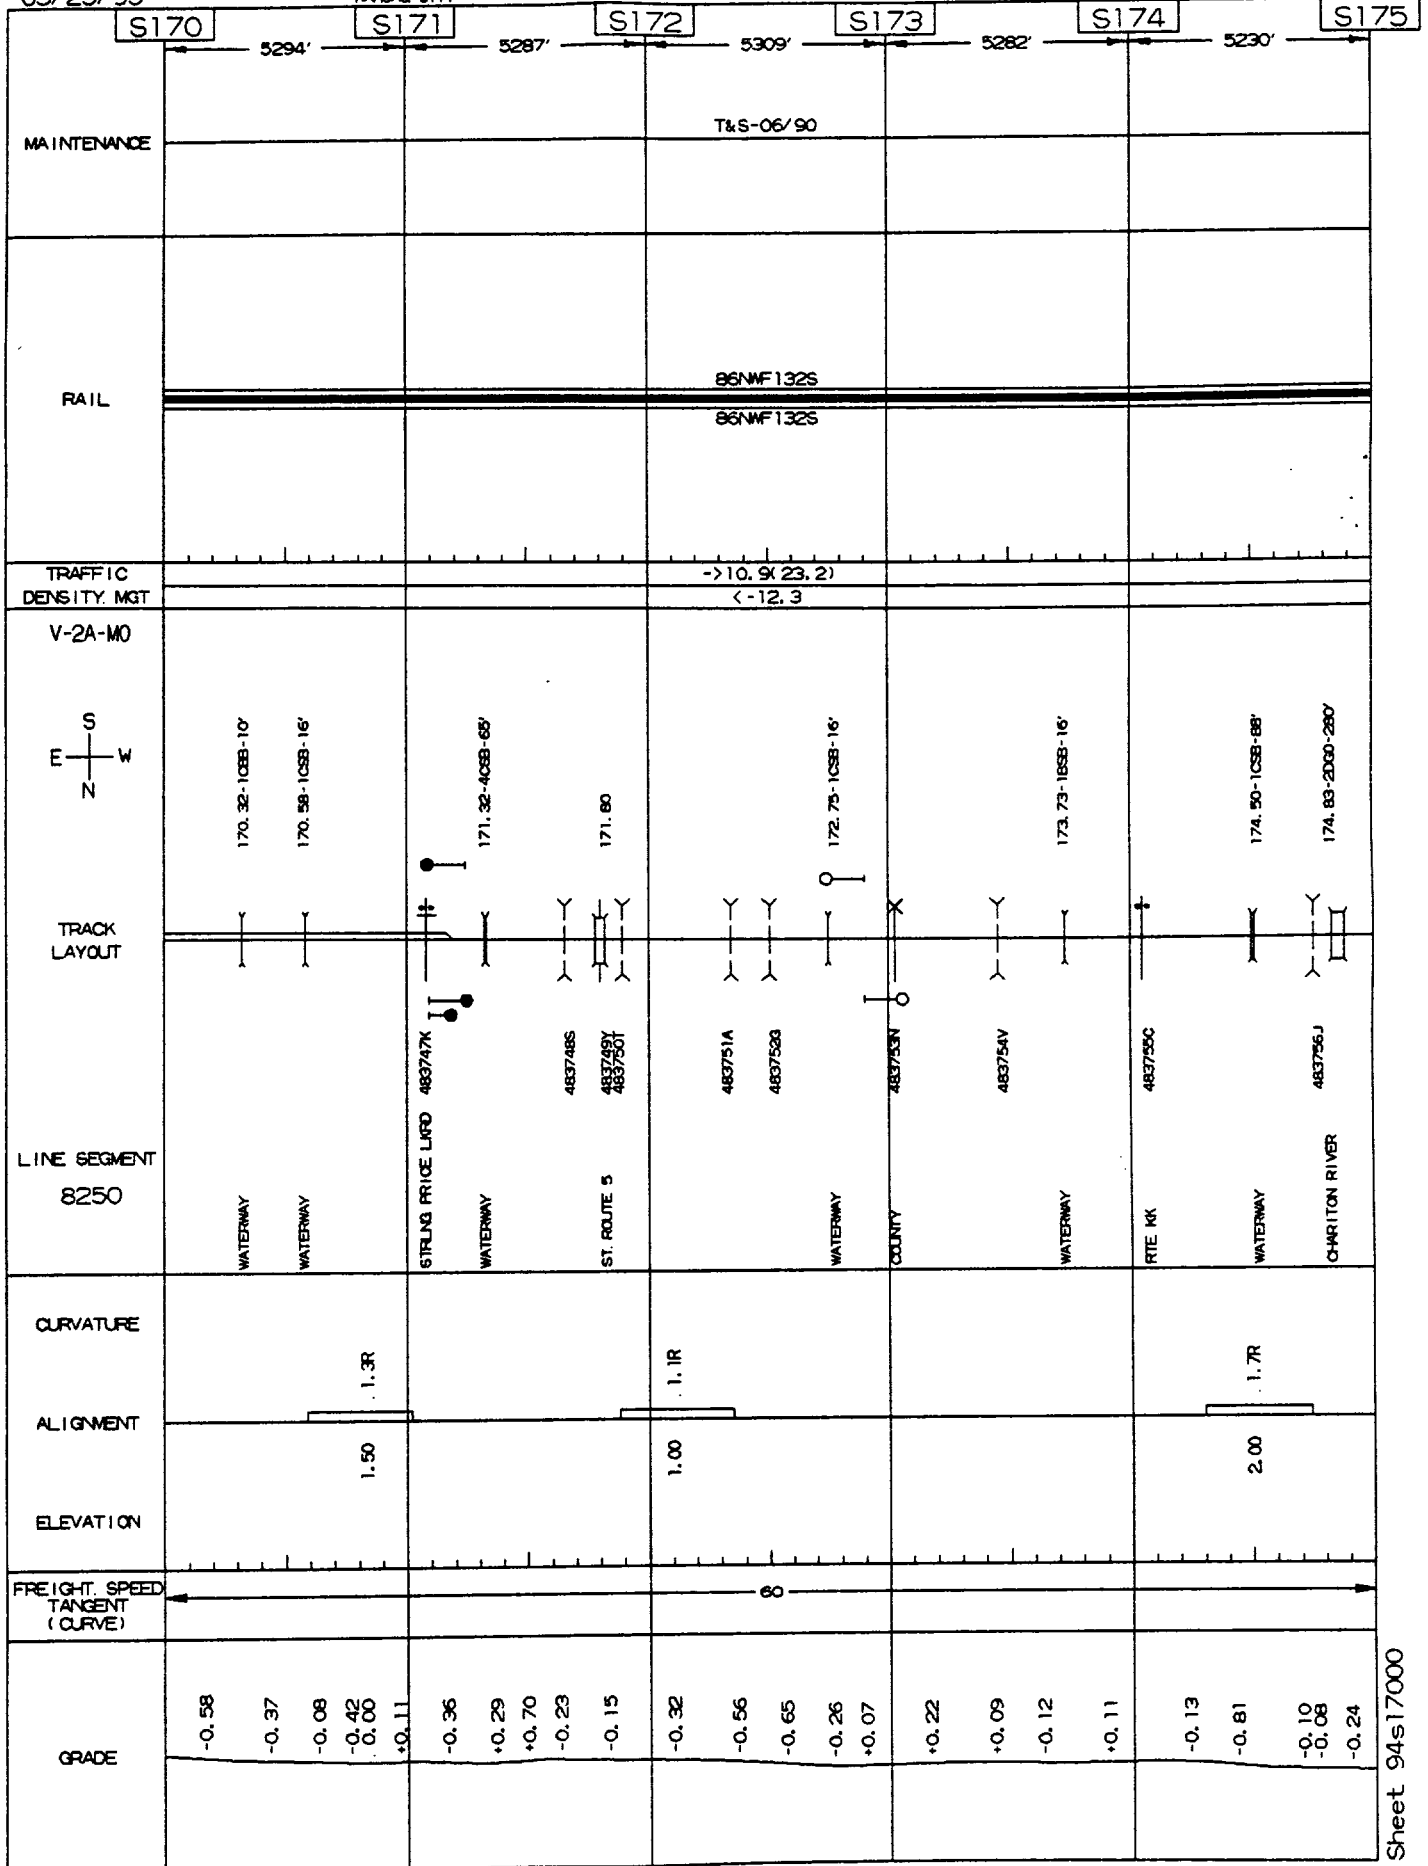 S170 S171 S172 S173 S174 S175
5294' 5287' 5309' 5282' 5230'
MAINTENANCE
T&S-06/90
RAIL
86NWF132S
86NWF132S
TRAFFIC
DENSITY. MGT
->10.9(23.2)
<-12.3
V-2A-MO
S
E W
N
170.32-1CBB-10'
170.58-1CSB-16'
171.32-4CSB-65'
171.80
172.75-1CSB-16'
173.73-1BSB-16'
174.50-1CSB-88'
174.83-2DGO-280'
TRACK
LAYOUT
483747K
483748S
483749Y
483750T
483751A
483752G
483753N
483754V
483755C
483756J
LINE SEGMENT
8250
WATERWAY
WATERWAY
STRLNG PRICE LKRD
WATERWAY
ST. ROUTE 5
WATERWAY
COUNTY
WATERWAY
RTE KK
WATERWAY
CHARITON RIVER
CURVATURE
1.3R 1.1R 1.7R
ALIGNMENT
1.50 1.00 2.00
ELEVATION
FREIGHT. SPEED
TANGENT
(CURVE)
60
GRADE
-0.58
-0.37
-0.08
-0.42
-0.00
+0.11
-0.36
+0.29
+0.70
-0.23
-0.15
-0.32
-0.56
-0.65
-0.26
+0.07
+0.22
+0.09
-0.12
+0.11
-0.13
-0.81
-0.10
-0.08
-0.24
Sheet 94s17000